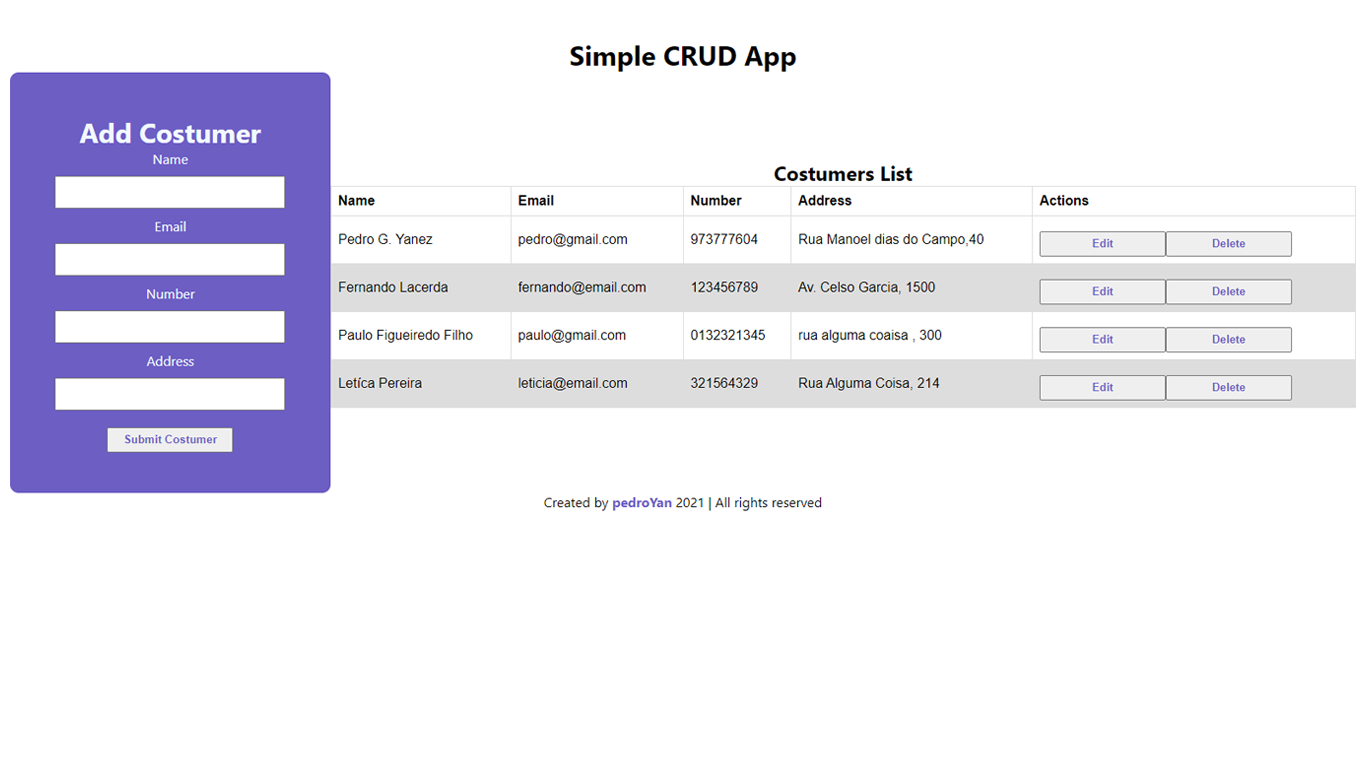 Simple CRUD App
Add Costumer
Name
Email
Number
Address
Submit Costumer
Costumers List
Name Email Number Address Actions
Pedro G. Yanez pedro@gmail.com 973777604 Rua Manoel dias do Campo,40 Edit Delete
Fernando Lacerda fernando@email.com 123456789 Av. Celso Garcia, 1500 Edit Delete
Paulo Figueiredo Filho paulo@gmail.com 0132321345 rua alguma coaisa , 300 Edit Delete
Letíca Pereira leticia@email.com 321564329 Rua Alguma Coisa, 214 Edit Delete
Created by pedroYan 2021 | All rights reserved